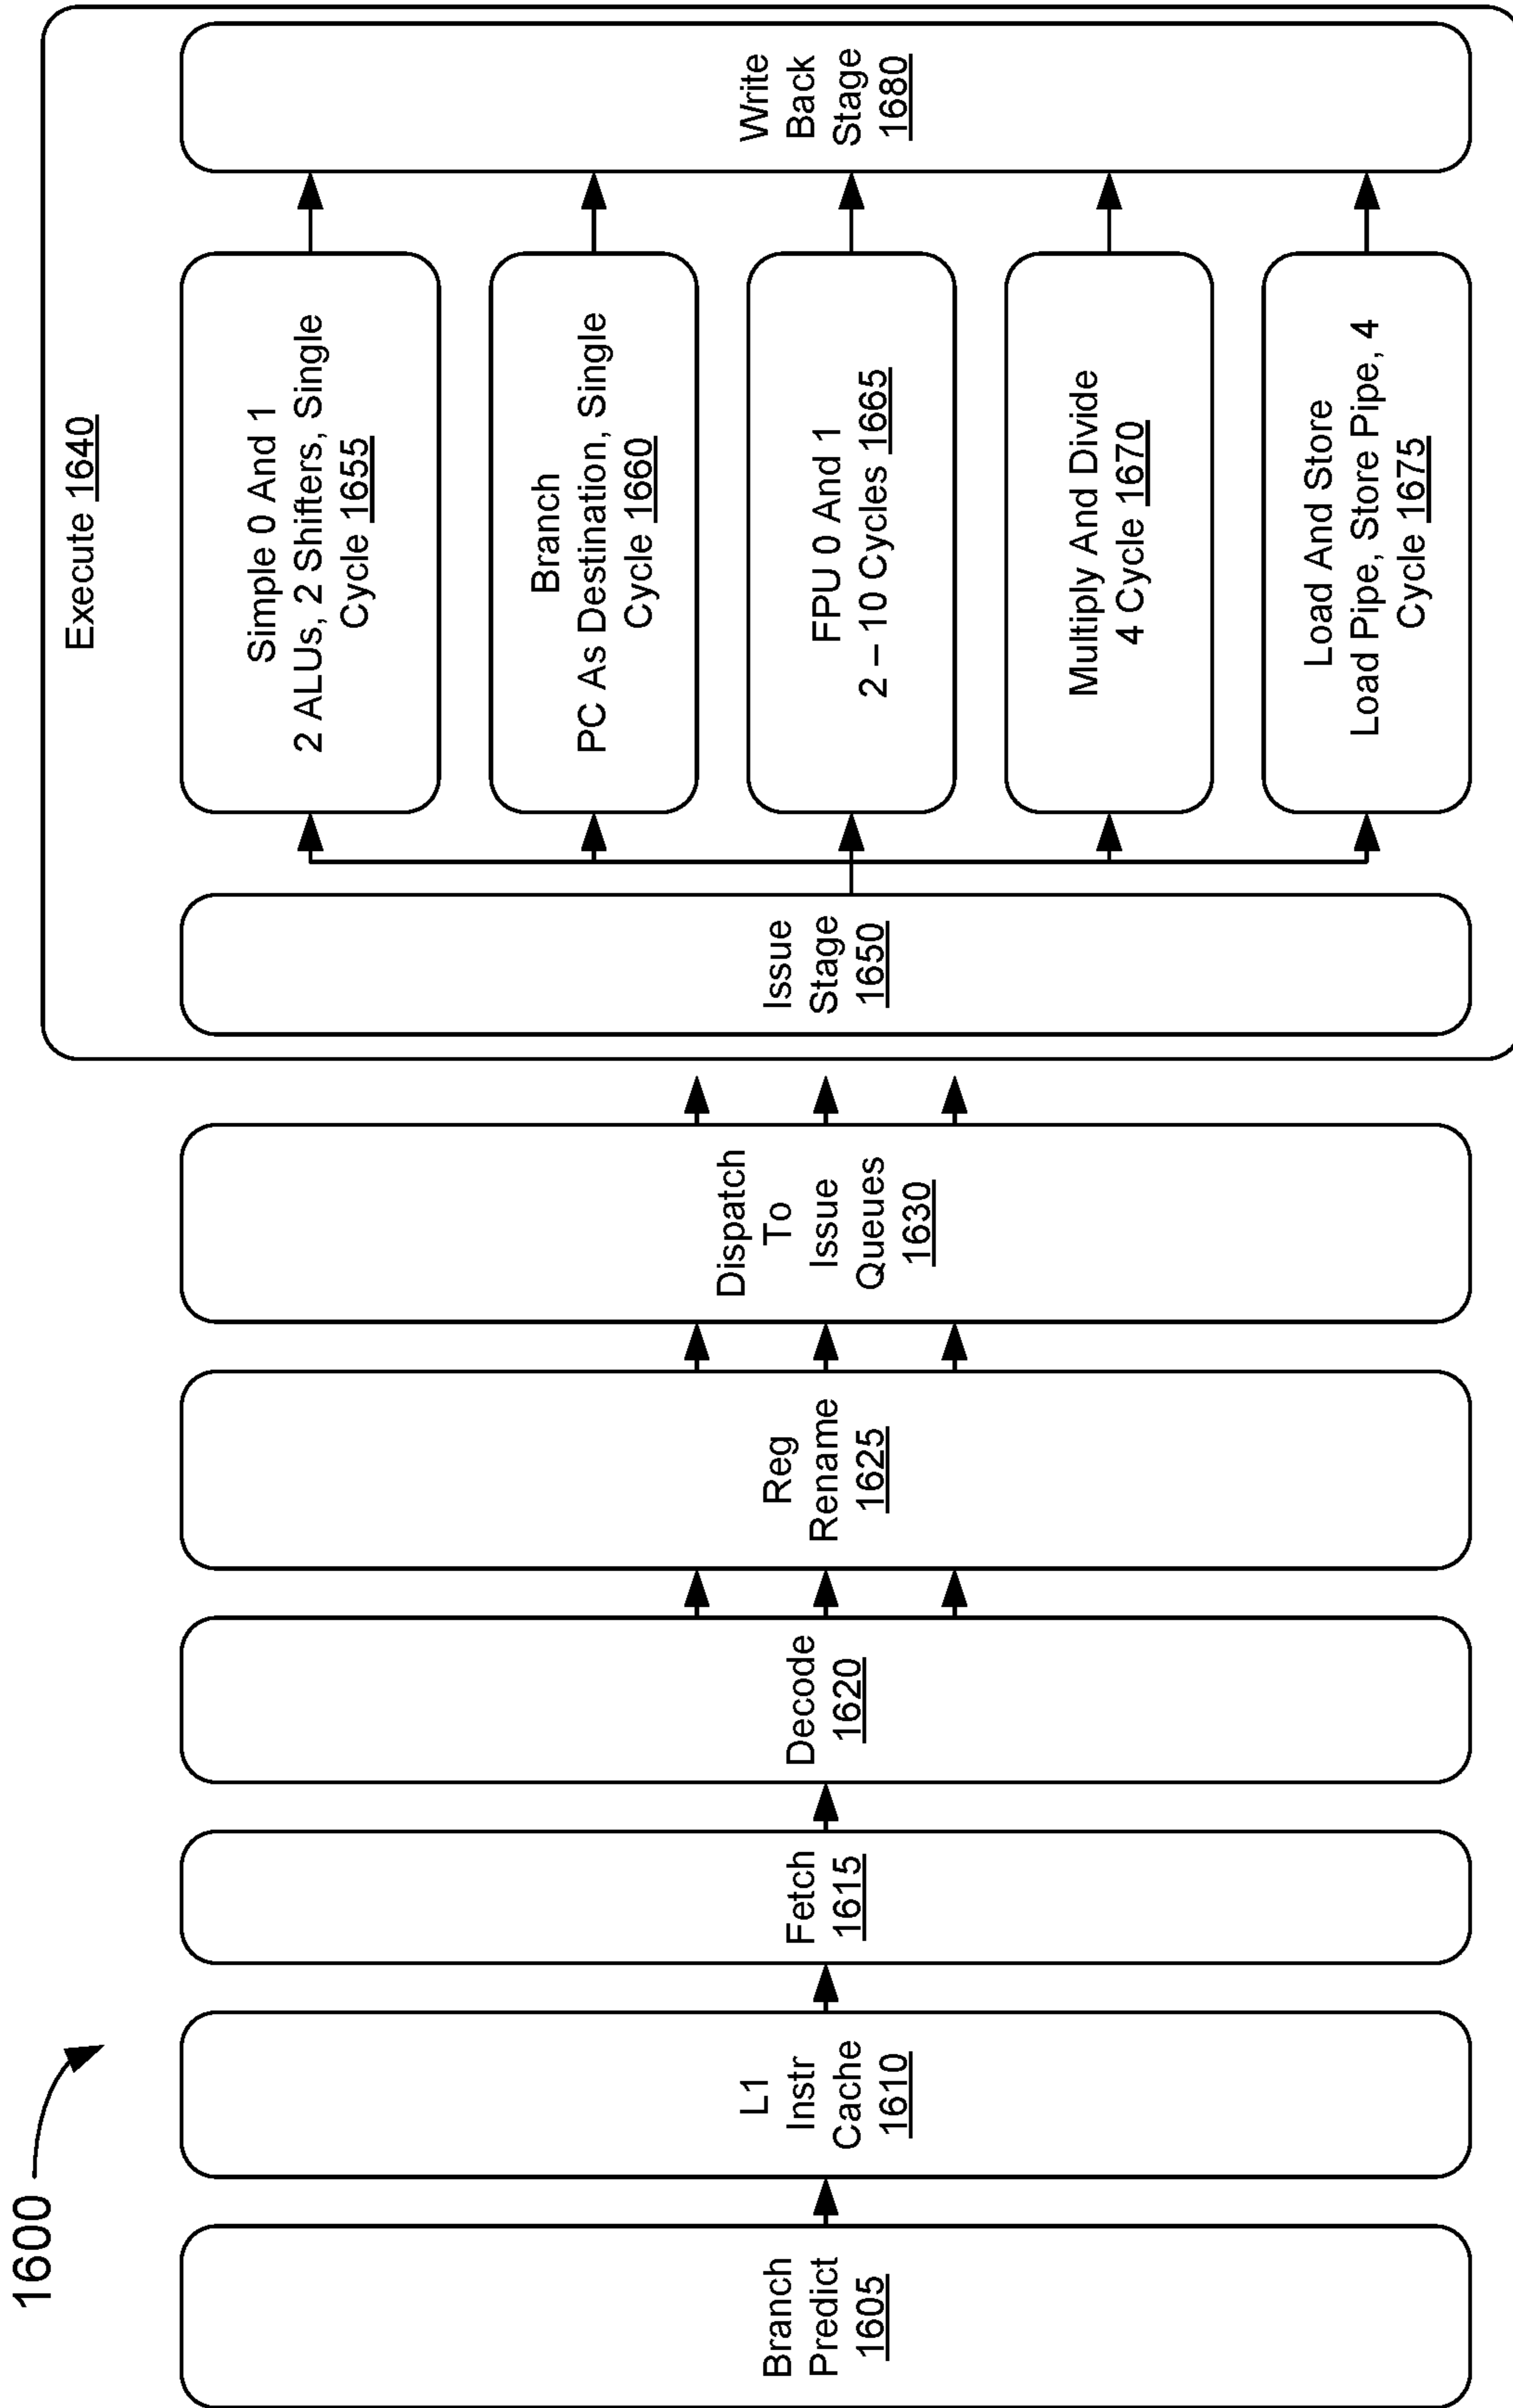 1600
Branch
Predict
1605
L1
Instr
Cache
1610
Fetch
1615
Decode
1620
Reg
Rename
1625
Dispatch
To
Issue
Queues
1630
Execute 1640
Issue
Stage
1650
Simple 0 And 1
2 ALUs, 2 Shifters, Single
Cycle 1655
Branch
PC As Destination, Single
Cycle 1660
FPU 0 And 1
2 – 10 Cycles 1665
Multiply And Divide
4 Cycle 1670
Load And Store
Load Pipe, Store Pipe, 4
Cycle 1675
Write
Back
Stage
1680